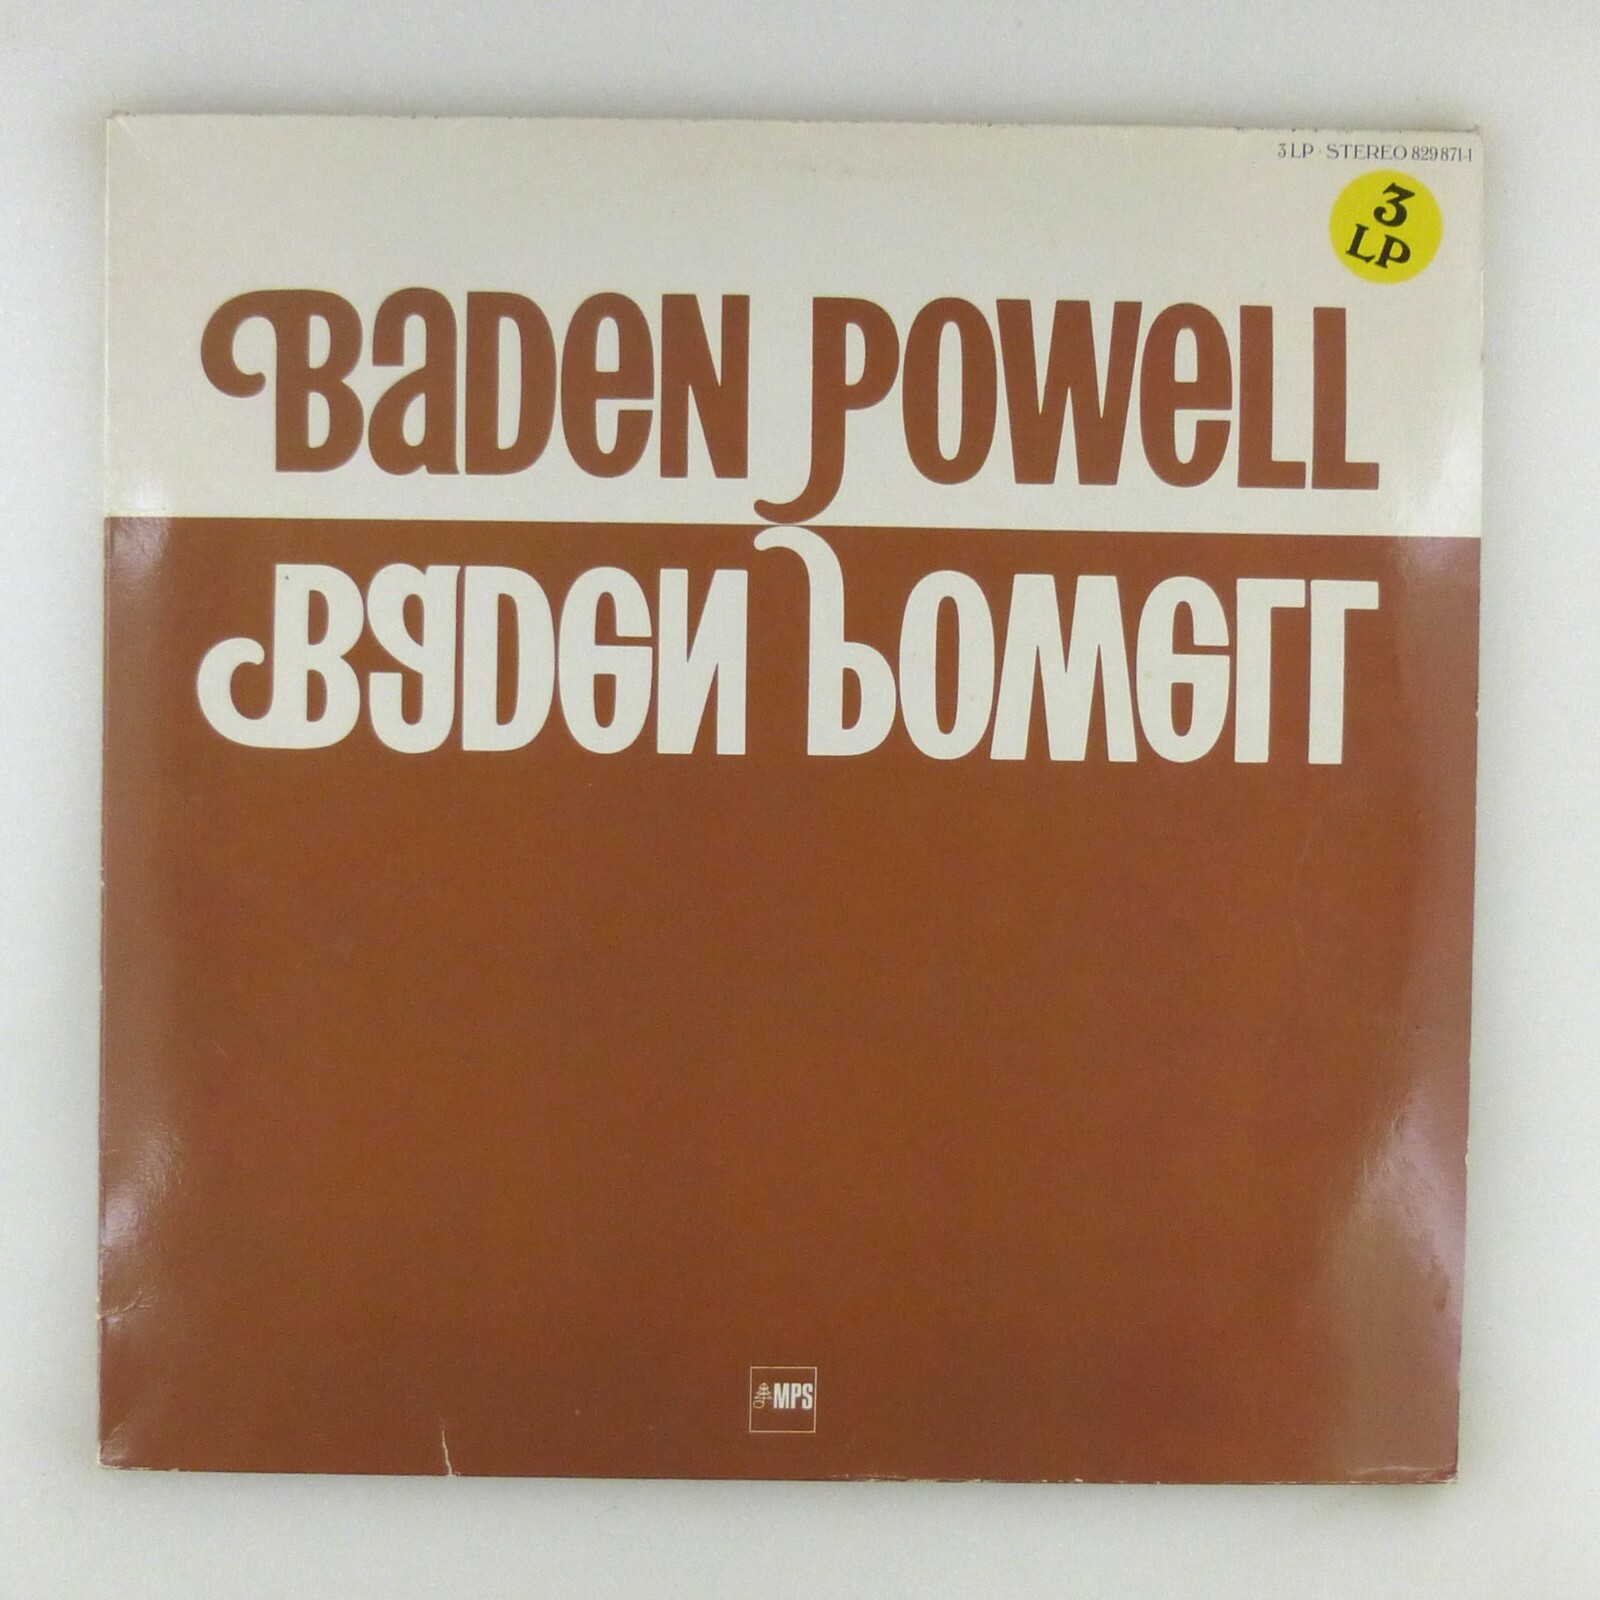 3 LP · STEREO 829 871-1
3
LP
BADEN POWELL
BADEN POWELL
MPS